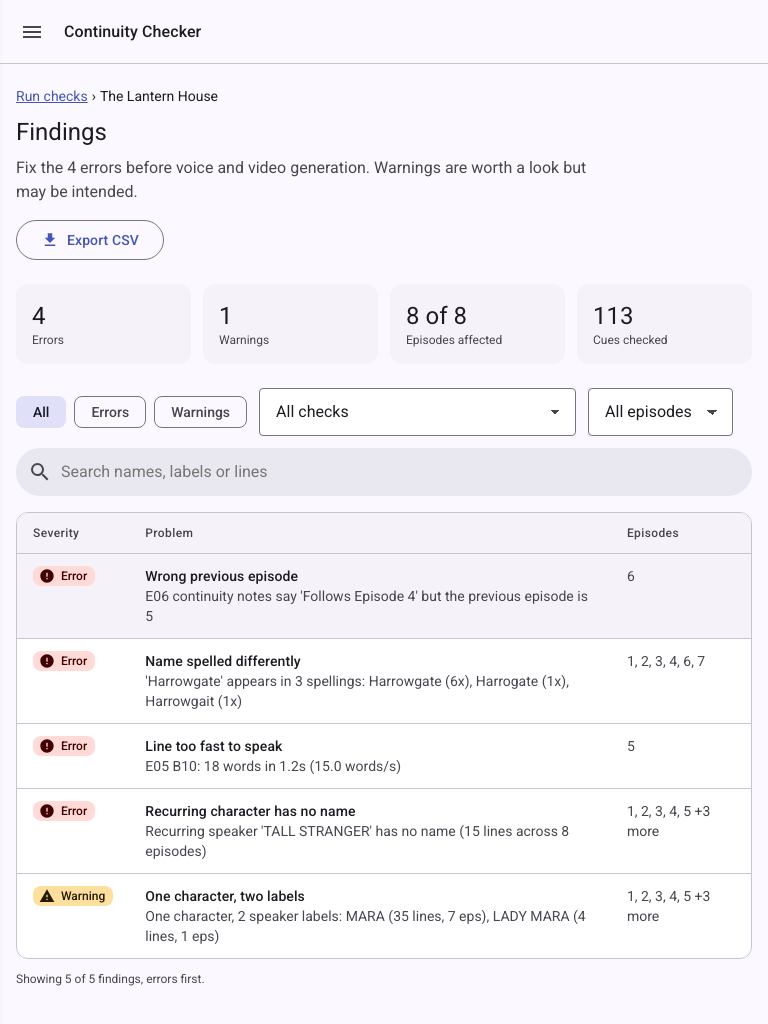 Continuity Checker
Run checks › The Lantern House
Findings
Fix the 4 errors before voice and video generation. Warnings are worth a look but
may be intended.
Export CSV
4
Errors
1
Warnings
8 of 8
Episodes affected
113
Cues checked
All
Errors
Warnings
All checks
All episodes
Search names, labels or lines
Severity Problem Episodes
Error
Wrong previous episode
E06 continuity notes say 'Follows Episode 4' but the previous episode is
5
6
Error
Name spelled differently
'Harrowgate' appears in 3 spellings: Harrowgate (6x), Harrogate (1x),
Harrowgait (1x)
1, 2, 3, 4, 6, 7
Error
Line too fast to speak
E05 B10: 18 words in 1.2s (15.0 words/s)
5
Error
Recurring character has no name
Recurring speaker 'TALL STRANGER' has no name (15 lines across 8
episodes)
1, 2, 3, 4, 5 +3
more
Warning
One character, two labels
One character, 2 speaker labels: MARA (35 lines, 7 eps), LADY MARA (4
lines, 1 eps)
1, 2, 3, 4, 5 +3
more
Showing 5 of 5 findings, errors first.